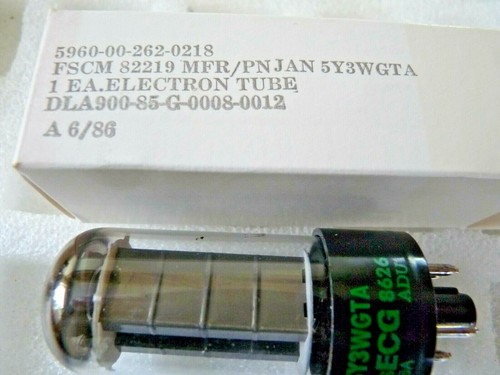 5960-00-262-0218
FSCM 82219 MFR/PN JAN 5Y3WGTA
1 EA. ELECTRON TUBE
DLA900-85-G-0008-0012
A 6/86
5Y3WGTA
ECG 8626